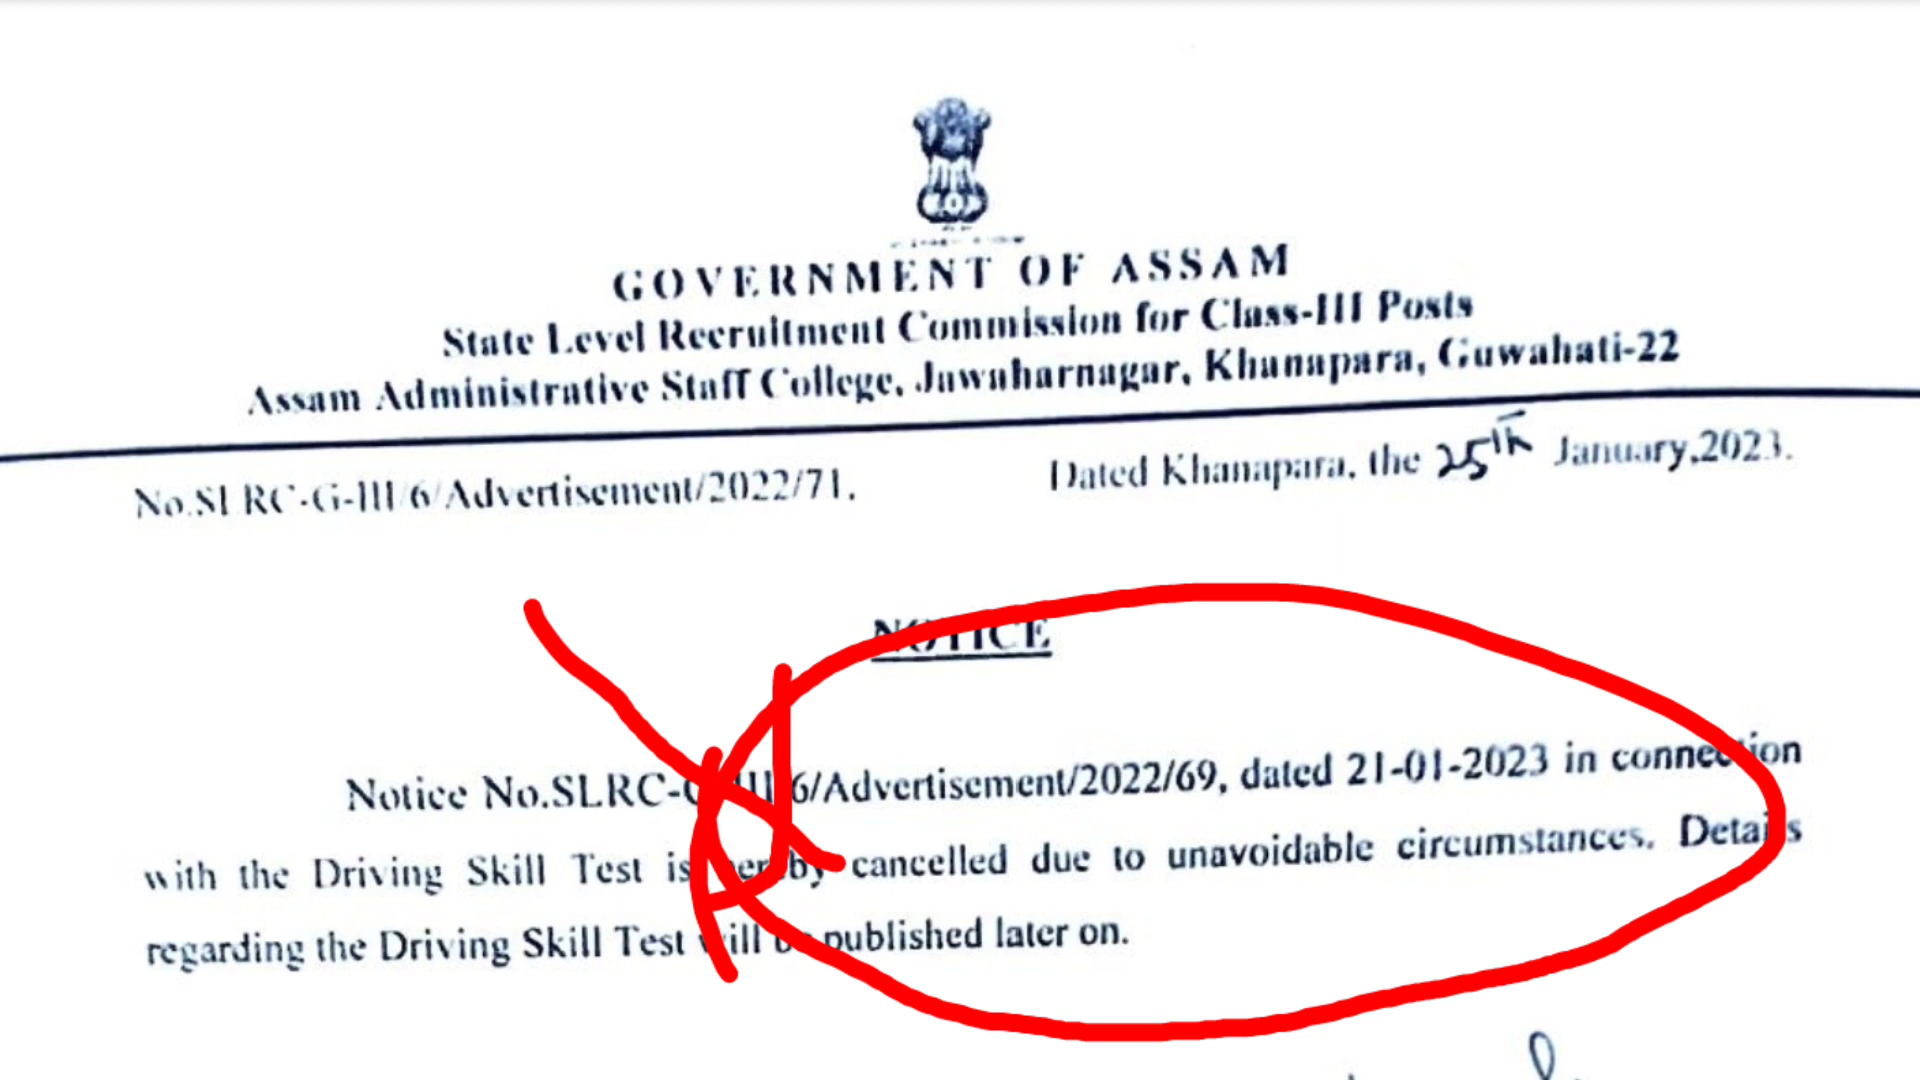 GOVERNMENT OF ASSAM
State Level Recruitment Commission for Class-III Posts
Assam Administrative Staff College, Jawaharnagar, Khanapara, Guwahati-22
No.SLRC-G-III/6/Advertisement/2022/71.
Dated Khanapara, the 25th January,2023.
NOTICE
Notice No.SLRC-G-III/6/Advertisement/2022/69, dated 21-01-2023 in connection
with the Driving Skill Test is hereby cancelled due to unavoidable circumstances. Details
regarding the Driving Skill Test will be published later on.